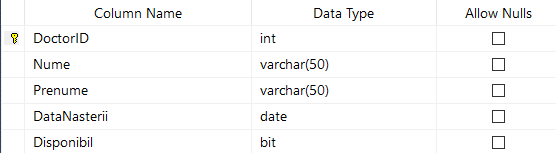 Column Name Data Type Allow Nulls
DoctorID int
Nume varchar(50)
Prenume varchar(50)
DataNasterii date
Disponibil bit